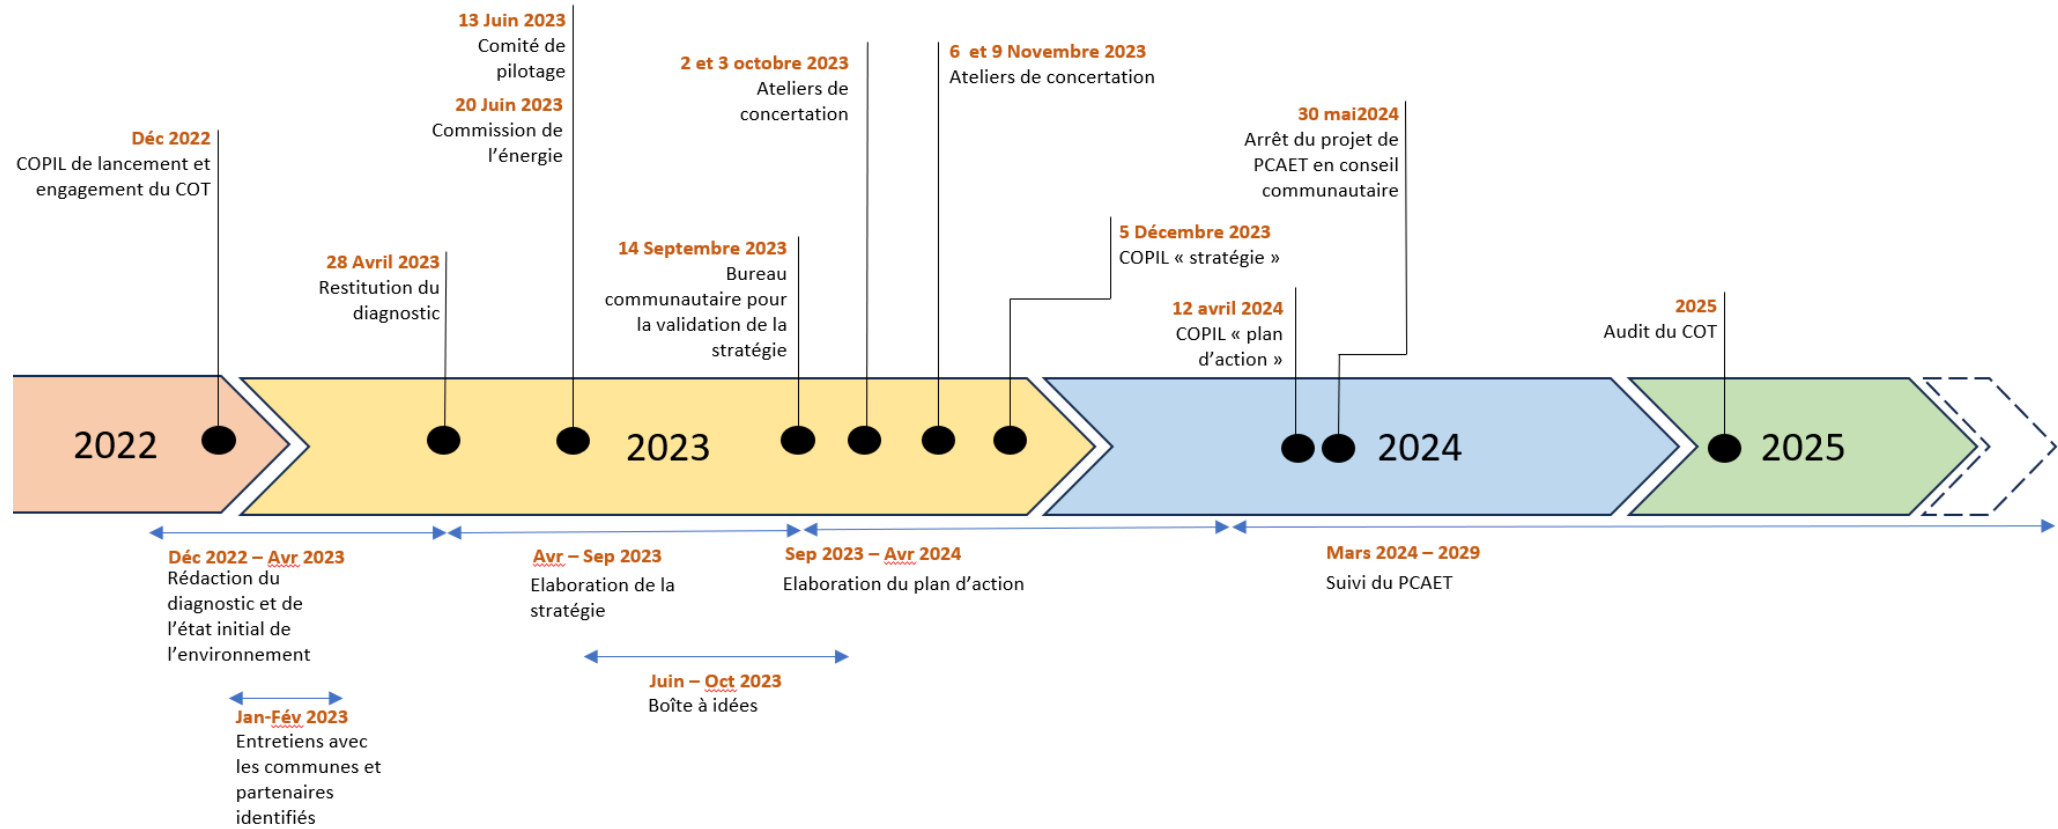 13 Juin 2023
Comité de
pilotage
20 Juin 2023
Commission de
l’énergie
2 et 3 octobre 2023
Ateliers de
concertation
6 et 9 Novembre 2023
Ateliers de concertation
30 mai2024
Arrêt du projet de
PCAET en conseil
communautaire
Déc 2022
COPIL de lancement et
engagement du COT
28 Avril 2023
Restitution du
diagnostic
14 Septembre 2023
Bureau
communautaire pour
la validation de la
stratégie
5 Décembre 2023
COPIL « stratégie »
12 avril 2024
COPIL « plan
d’action »
2025
Audit du COT
2022
2023
2024
2025
Déc 2022 – Avr 2023
Rédaction du
diagnostic et de
l’état initial de
l’environnement
Avr – Sep 2023
Elaboration de la
stratégie
Sep 2023 – Avr 2024
Elaboration du plan d’action
Mars 2024 – 2029
Suivi du PCAET
Juin – Oct 2023
Boîte à idées
Jan-Fév 2023
Entretiens avec
les communes et
partenaires
identifiés